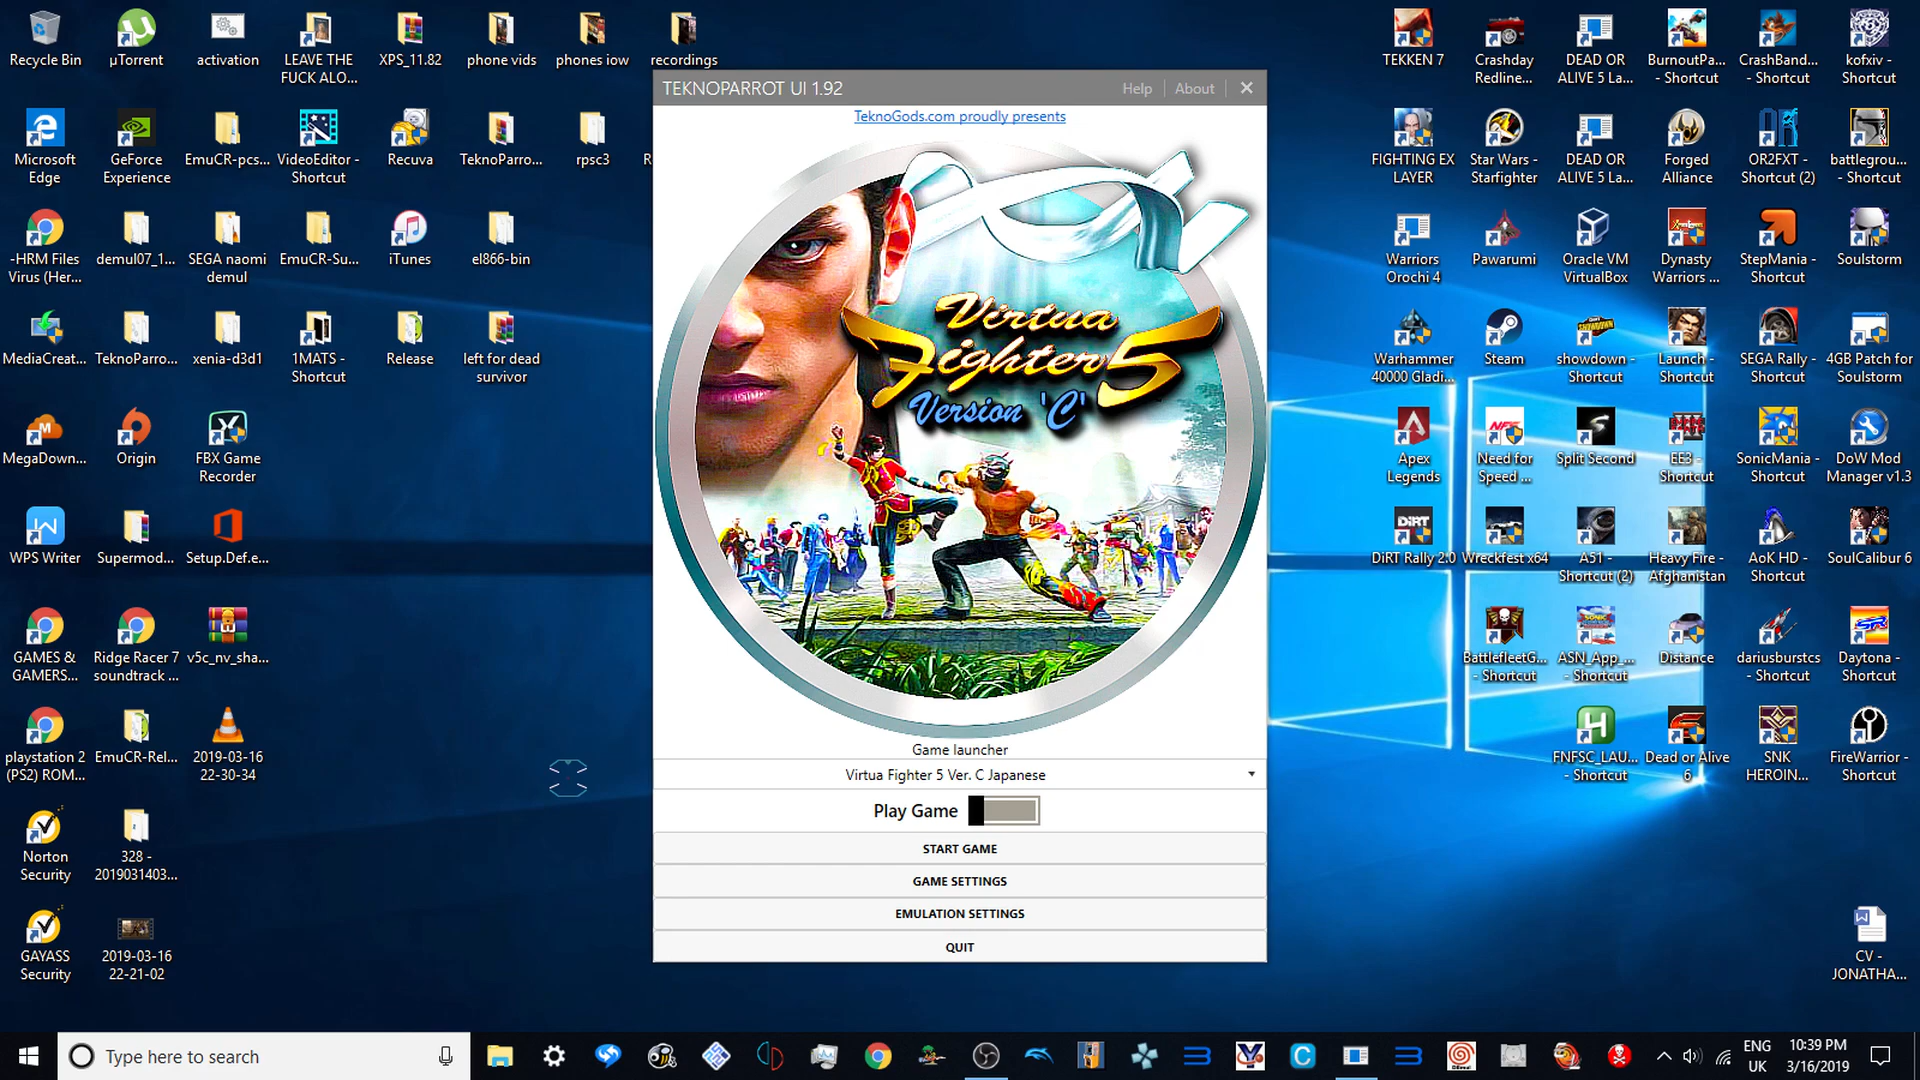 Recycle Bin
µTorrent
activation
LEAVE THE
FUCK ALO...
XPS_11.82
phone vids
phones iow
recordings
Microsoft
Edge
GeForce
Experience
EmuCR-pcs...
VideoEditor -
Shortcut
Recuva
TeknoParro...
rpsc3
R
-HRM Files
Virus (Her...
demul07_1...
SEGA naomi
demul
EmuCR-Su...
iTunes
el866-bin
MediaCreat...
TeknoParro...
xenia-d3d1
1MATS -
Shortcut
Release
left for dead
survivor
MegaDown...
Origin
FBX Game
Recorder
WPS Writer
Supermod...
Setup.Def.e...
GAMES &
GAMERS...
Ridge Racer 7
soundtrack ...
v5c_nv_sha...
playstation 2
(PS2) ROM...
EmuCR-Rel...
2019-03-16
22-30-34
Norton
Security
328 -
2019031403...
GAYASS
Security
2019-03-16
22-21-02
TEKNOPARROT UI 1.92
Help
About
TeknoGods.com proudly presents
Virtua
Fighter 5
Version 'C'
Game launcher
Virtua Fighter 5 Ver. C Japanese
Play Game
START GAME
GAME SETTINGS
EMULATION SETTINGS
QUIT
TEKKEN 7
Crashday
Redline...
DEAD OR
ALIVE 5 La...
BurnoutPa...
- Shortcut
CrashBand...
- Shortcut
kofxiv -
Shortcut
FIGHTING EX
LAYER
Star Wars -
Starfighter
DEAD OR
ALIVE 5 La...
Forged
Alliance
OR2FXT -
Shortcut (2)
battlegrou...
- Shortcut
Warriors
Orochi 4
Pawarumi
Oracle VM
VirtualBox
Dynasty
Warriors ...
StepMania -
Shortcut
Soulstorm
Warhammer
40000 Gladi...
Steam
showdown -
Shortcut
Launch -
Shortcut
SEGA Rally -
Shortcut
4GB Patch for
Soulstorm
Apex
Legends
Need for
Speed ...
Split Second
EE3 -
Shortcut
SonicMania -
Shortcut
DoW Mod
Manager v1.3
DiRT Rally 2.0
Wreckfest x64
A51 -
Shortcut (2)
Heavy Fire -
Afghanistan
AoK HD -
Shortcut
SoulCalibur 6
BattlefleetG...
- Shortcut
ASN_App_...
- Shortcut
Distance
dariusburstcs
- Shortcut
Daytona -
Shortcut
FNFSC_LAU...
- Shortcut
Dead or Alive
6
SNK
HEROIN...
FireWarrior -
Shortcut
CV -
JONATHA...
Type here to search
ENG
UK
10:39 PM
3/16/2019